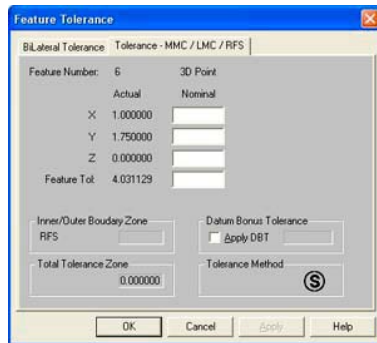 Feature Tolerance
BiLateral Tolerance Tolerance - MMC / LMC / RFS
Feature Number: 6 3D Point
Actual Nominal
X 1.000000
Y 1.750000
Z 0.000000
Feature Tol: 4.031129
Inner/Outer Boudary Zone Datum Bonus Tolerance
RFS Apply DBT
Total Tolerance Zone Tolerance Method
0.000000 S
OK Cancel Apply Help